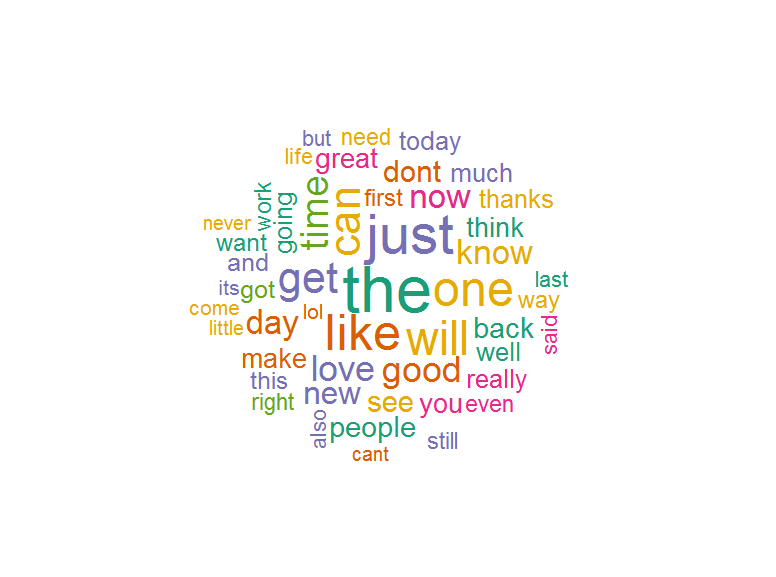 but need today
life great
dont much
work going time can first now thanks
never want just think
and know
its got get the one last
come way
little day lol like will back said
make love good well
this new see really
right you even
also people still
cant